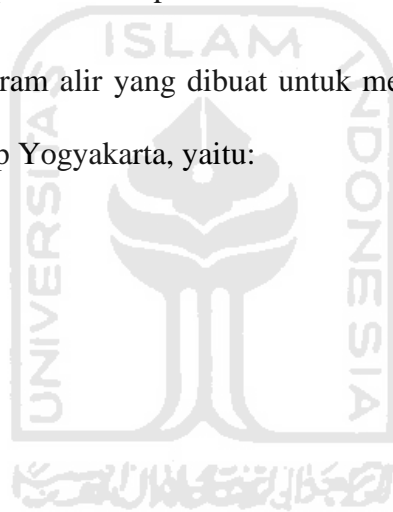 ISLAM
ram alir yang dibuat untuk me
p Yogyakarta, yaitu:
UNIVERSITAS
INDONESIA